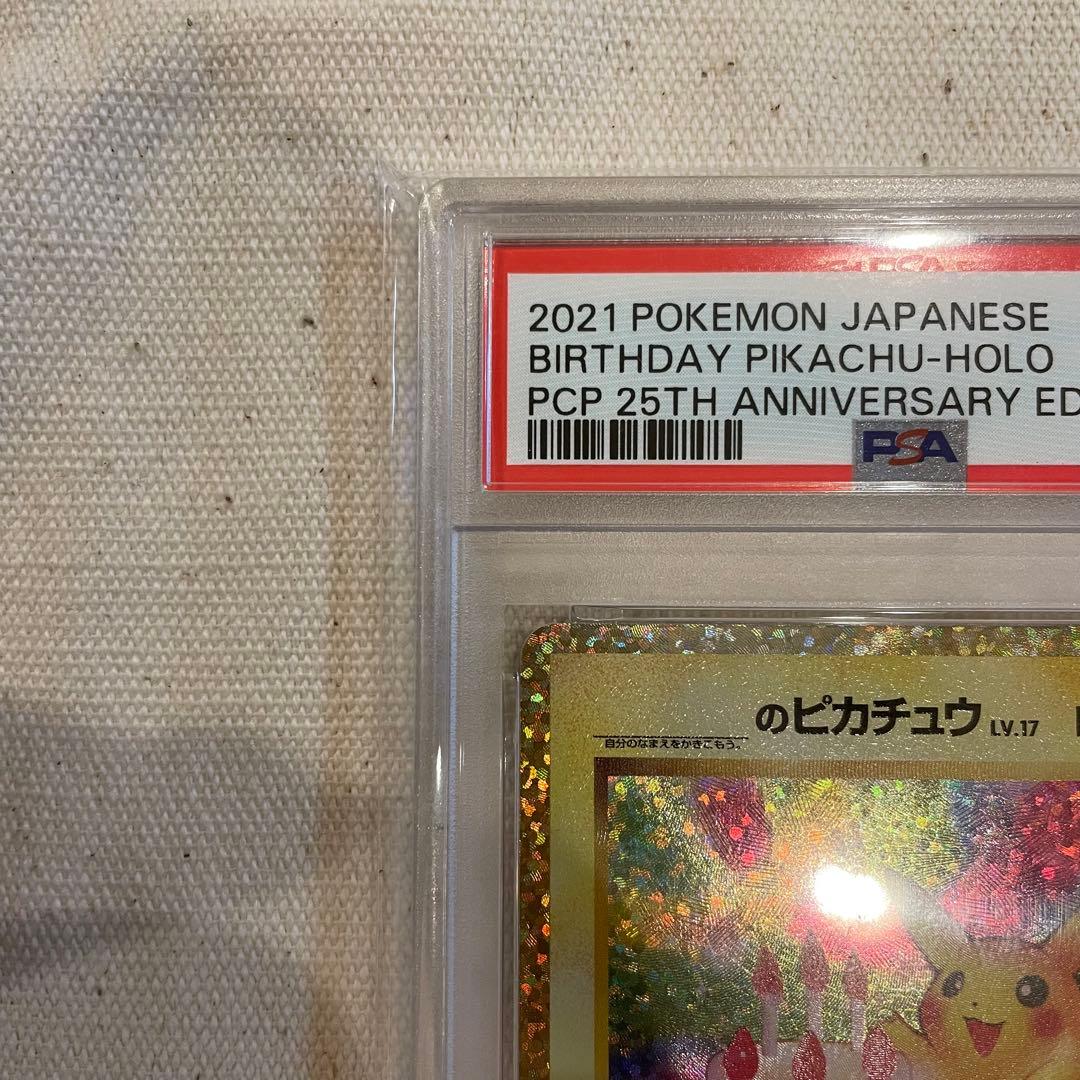 2021 POKEMON JAPANESE
BIRTHDAY PIKACHU-HOLO
PCP 25TH ANNIVERSARY ED
PSA
のピカチュウ LV.17
自分のなまえをかきこもう。